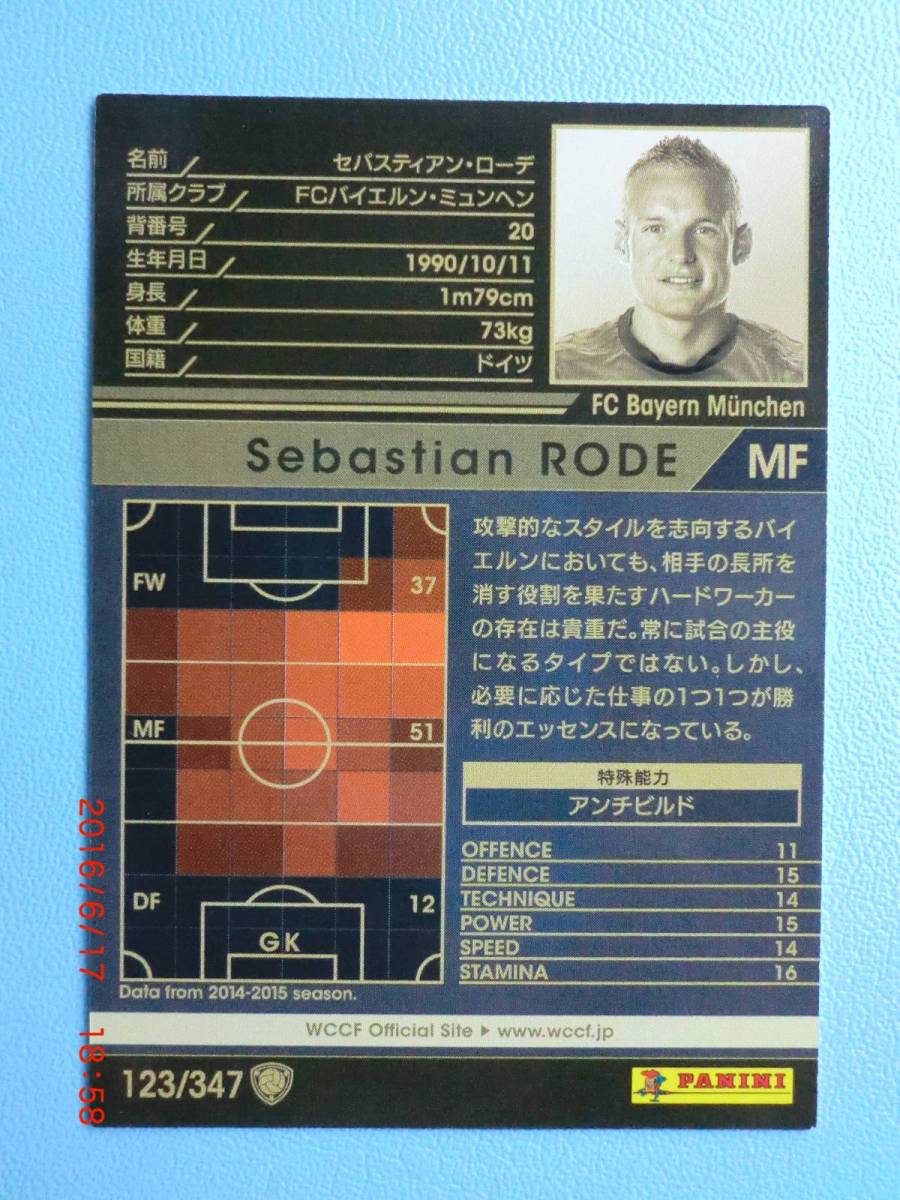 名前 セバスティアン・ローデ
所属クラブ FCバイエルン・ミュンヘン
背番号 20
生年月日 1990/10/11
身長 1m79cm
体重 73kg
国籍 ドイツ
FC Bayern München
Sebastian RODE MF
FW 37
MF 51
DF 12
GK
Data from 2014-2015 season.
攻撃的なスタイルを志向するバイ
エルンにおいても、相手の長所を
消す役割を果たすハードワーカー
の存在は貴重だ。常に試合の主役
になるタイプではない。しかし、
必要に応じた仕事の1つ1つが勝
利のエッセンスになっている。
特殊能力
アンチビルド
OFFENCE 11
DEFENCE 15
TECHNIQUE 14
POWER 15
SPEED 14
STAMINA 16
WCCF Official Site ▶ www.wccf.jp
123/347
PANINI
2016/6/17 18:58